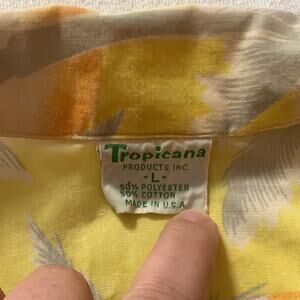 Tropicana
PRODUCTS INC.
-L-
50% POLYESTER
50% COTTON
MADE IN U.S.A.